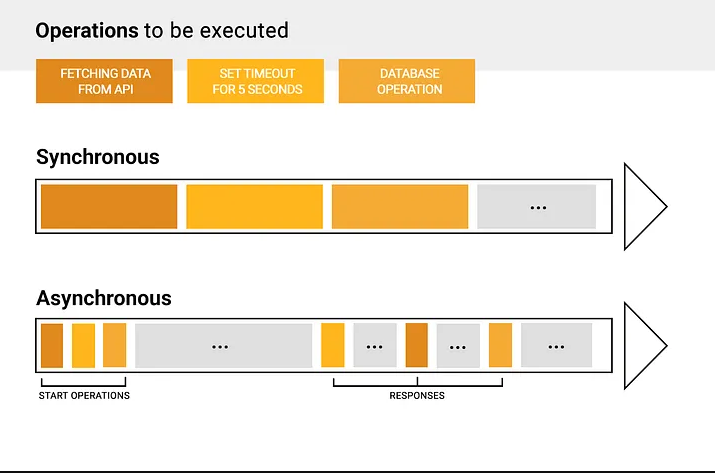 Operations to be executed
FETCHING DATA
FROM API
SET TIMEOUT
FOR 5 SECONDS
DATABASE
OPERATION
Synchronous
...
Asynchronous
...
...
...
...
START OPERATIONS
RESPONSES